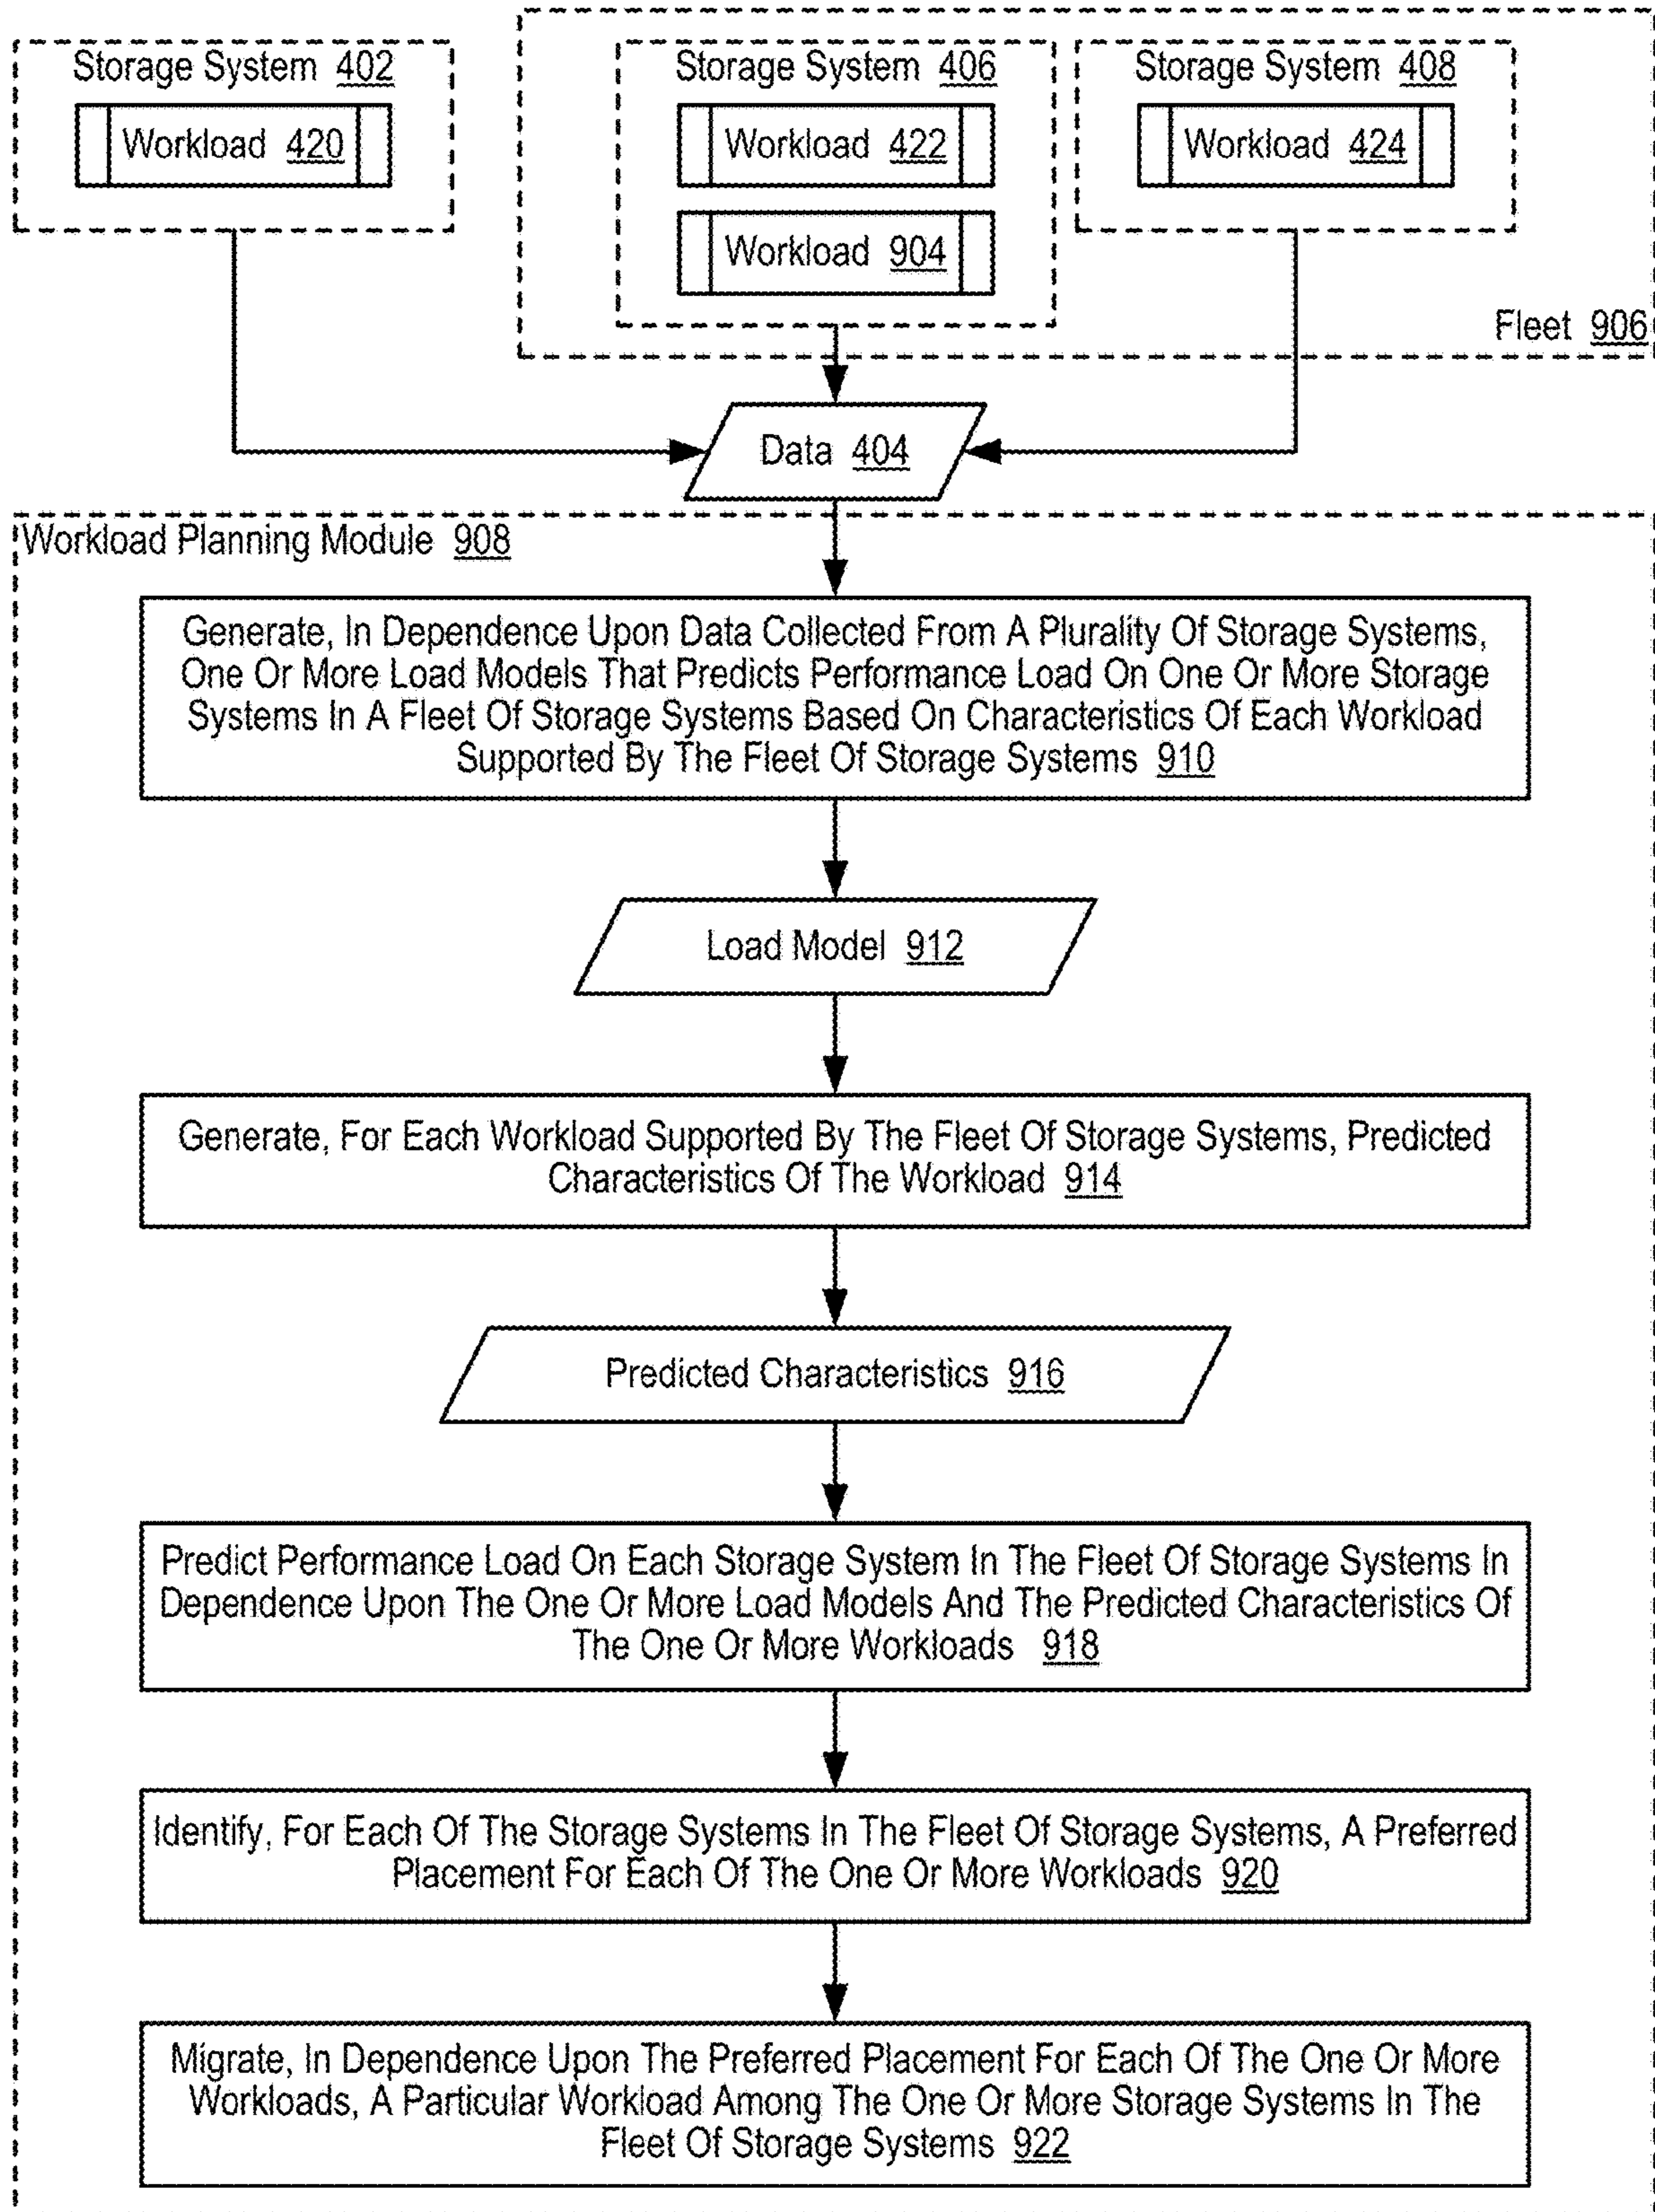 Storage System 402
Workload 420
Storage System 406
Workload 422
Workload 904
Storage System 408
Workload 424
Fleet 906
Data 404
Workload Planning Module 908
Generate, In Dependence Upon Data Collected From A Plurality Of Storage Systems,
One Or More Load Models That Predicts Performance Load On One Or More Storage
Systems In A Fleet Of Storage Systems Based On Characteristics Of Each Workload
Supported By The Fleet Of Storage Systems 910
Load Model 912
Generate, For Each Workload Supported By The Fleet Of Storage Systems, Predicted
Characteristics Of The Workload 914
Predicted Characteristics 916
Predict Performance Load On Each Storage System In The Fleet Of Storage Systems In
Dependence Upon The One Or More Load Models And The Predicted Characteristics Of
The One Or More Workloads 918
Identify, For Each Of The Storage Systems In The Fleet Of Storage Systems, A Preferred
Placement For Each Of The One Or More Workloads 920
Migrate, In Dependence Upon The Preferred Placement For Each Of The One Or More
Workloads, A Particular Workload Among The One Or More Storage Systems In The
Fleet Of Storage Systems 922